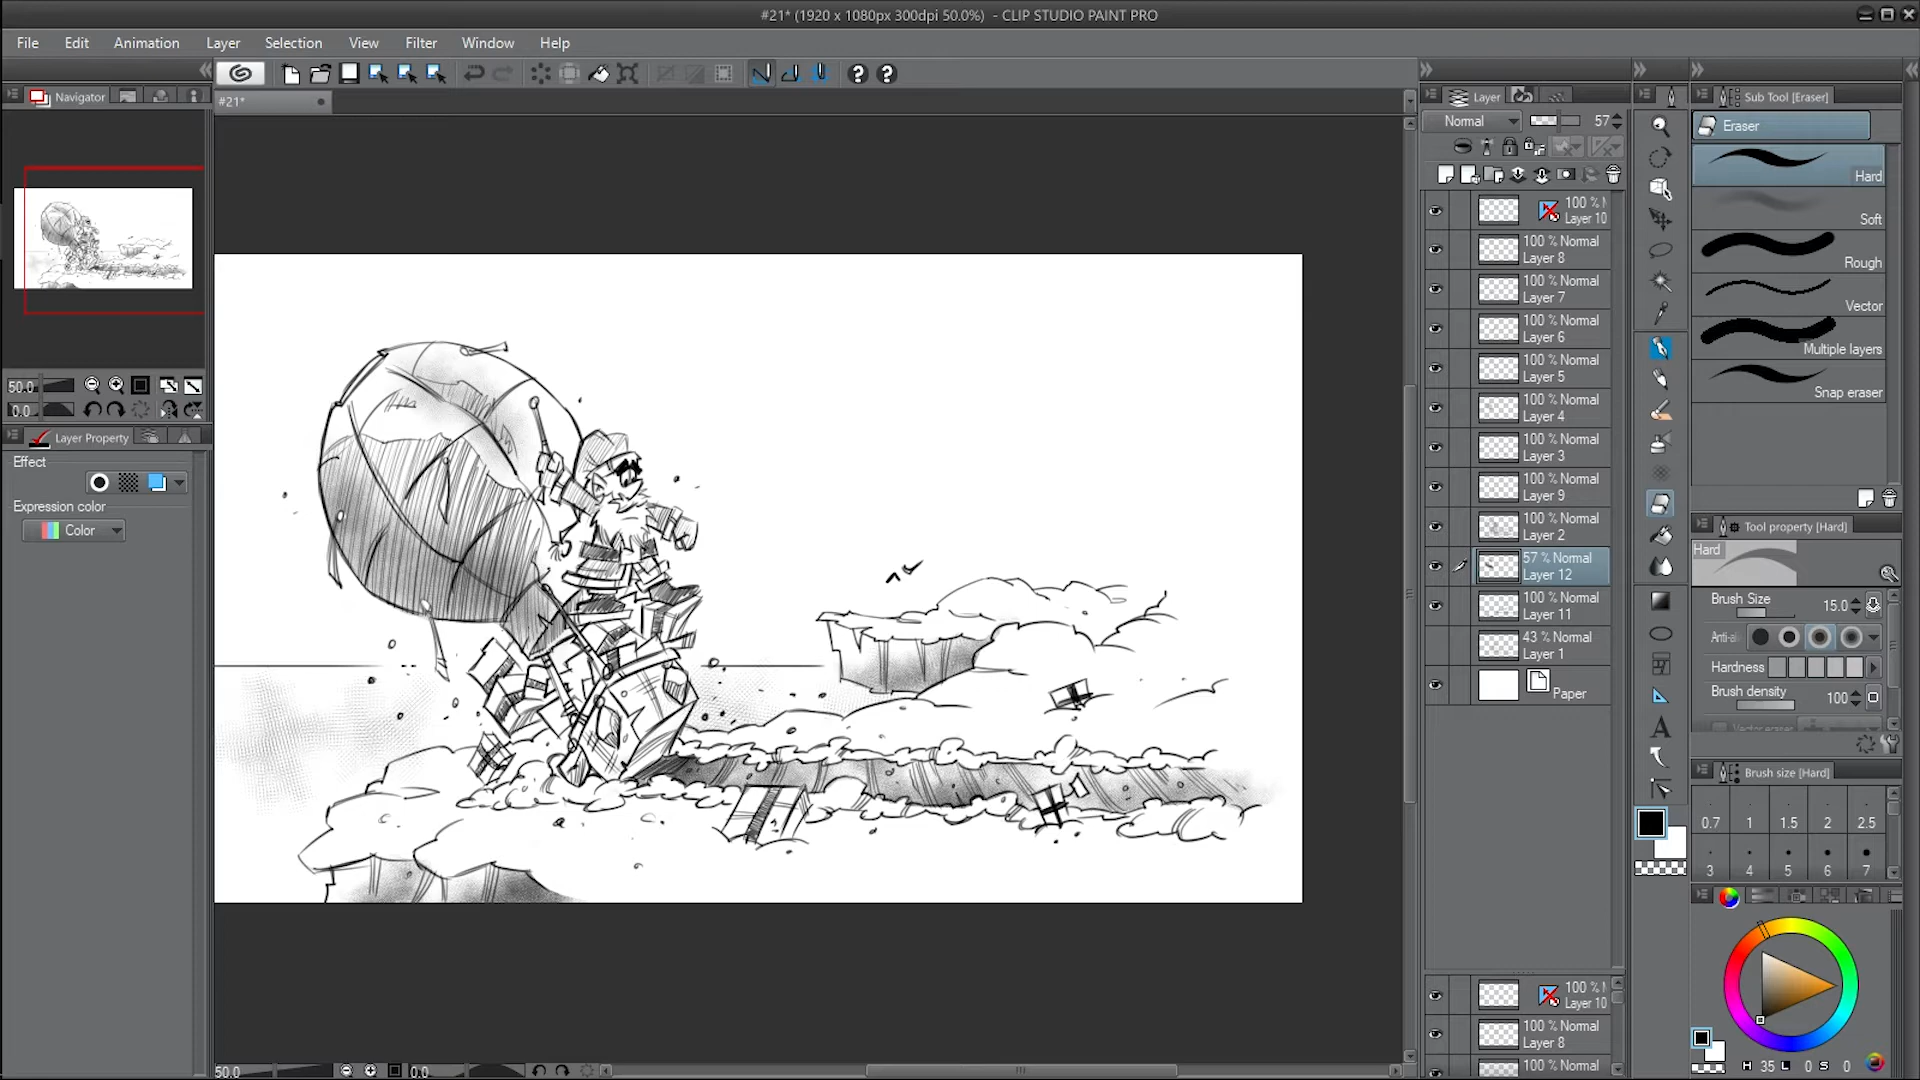 #21* (1920 x 1080px 300dpi 50.0%) - CLIP STUDIO PAINT PRO
File Edit Animation Layer Selection View Filter Window Help
#21*
Navigator
50.0
0.0
Layer Property
Effect
Expression color
Color
50.0
0.0
Layer
Normal 57
100 %
Layer 10
100 % Normal
Layer 8
100 % Normal
Layer 7
100 % Normal
Layer 6
100 % Normal
Layer 5
100 % Normal
Layer 4
100 % Normal
Layer 3
100 % Normal
Layer 9
100 % Normal
Layer 2
57 % Normal
Layer 12
100 % Normal
Layer 11
43 % Normal
Layer 1
Paper
100 %
Layer 10
100 % Normal
Layer 8
100 % Normal
Sub Tool [Eraser]
Eraser
Hard
Soft
Rough
Vector
Multiple layers
Snap eraser
Tool property [Hard]
Hard
Brush Size 15.0
Anti-a
Hardness
Brush density 100
Brush size [Hard]
0.7 1 1.5 2 2.5
3 4 5 6 7
H 35 L 0 S 0